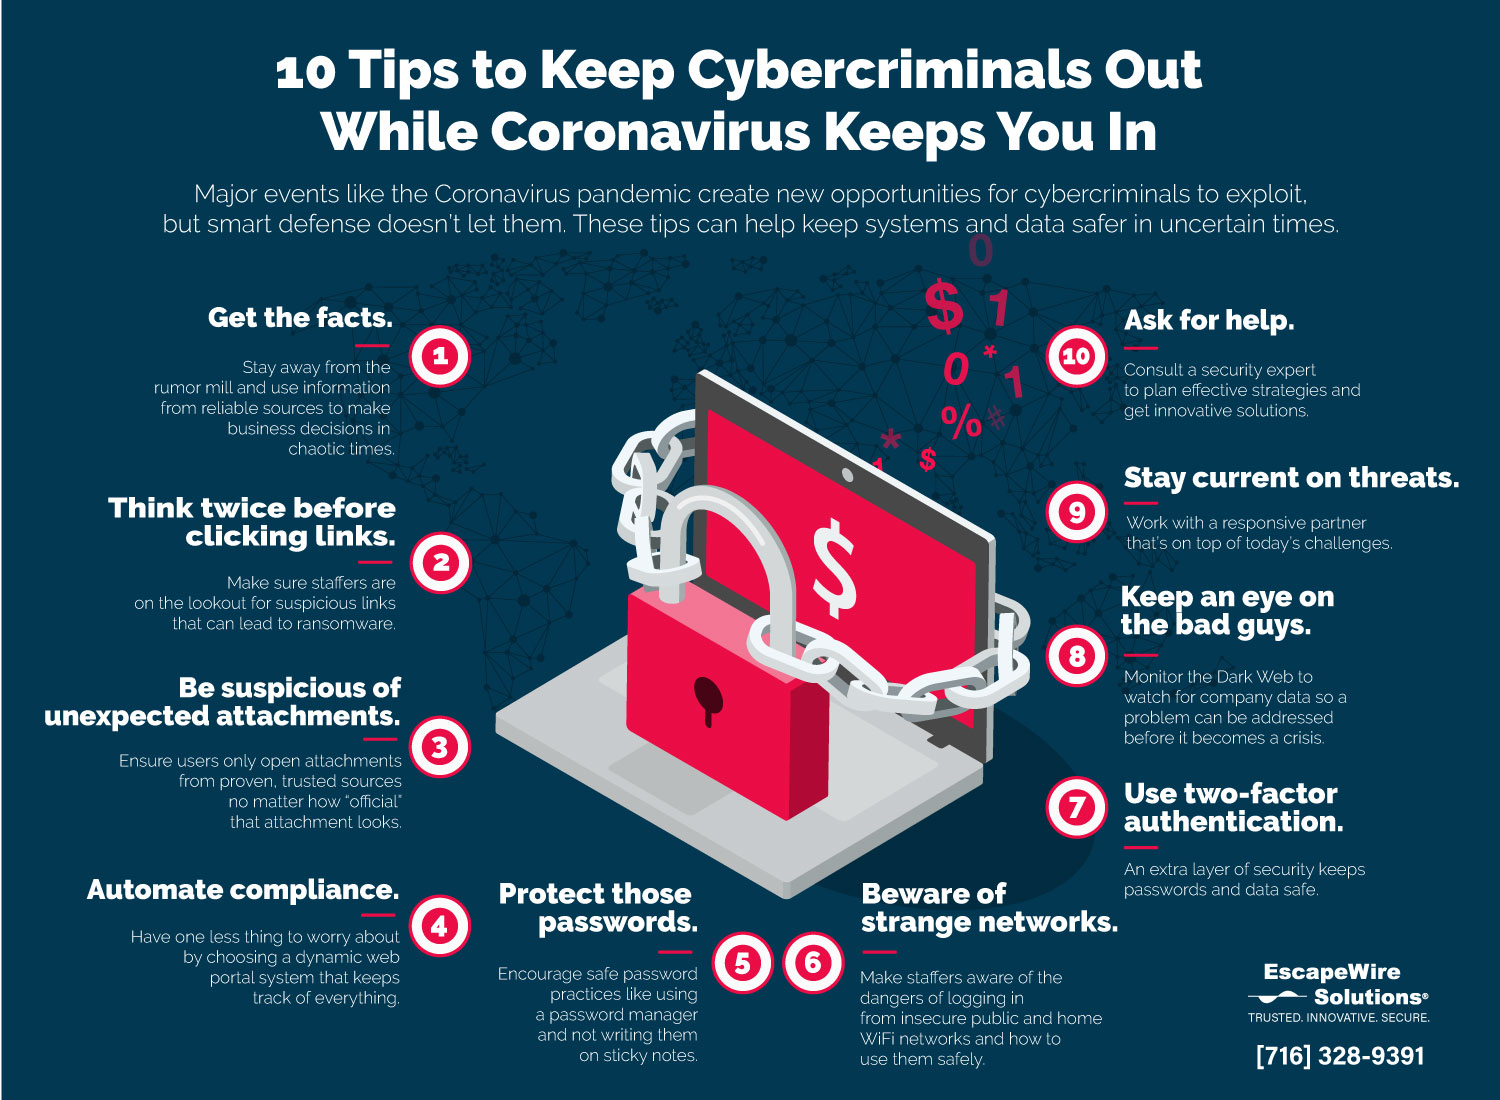 10 Tips to Keep Cybercriminals Out
While Coronavirus Keeps You In
Major events like the Coronavirus pandemic create new opportunities for cybercriminals to exploit,
but smart defense doesn't let them. These tips can help keep systems and data safer in uncertain times.
Get the facts.
1
Stay away from the
rumor mill and use information
from reliable sources to make
business decisions in
chaotic times.
Think twice before
clicking links.
2
Make sure staffers are
on the lookout for suspicious links
that can lead to ransomware.
Be suspicious of
unexpected attachments.
3
Ensure users only open attachments
from proven, trusted sources
no matter how "official"
that attachment looks.
Automate compliance.
4
Have one less thing to worry about
by choosing a dynamic web
portal system that keeps
track of everything.
Protect those
passwords.
5
Encourage safe password
practices like using
a password manager
and not writing them
on sticky notes.
6
Beware of
strange networks.
Make staffers aware of the
dangers of logging in
from insecure public and home
WiFi networks and how to
use them safely.
7
Use two-factor
authentication.
An extra layer of security keeps
passwords and data safe.
8
Keep an eye on
the bad guys.
Monitor the Dark Web to
watch for company data so a
problem can be addressed
before it becomes a crisis.
9
Stay current on threats.
Work with a responsive partner
that's on top of today's challenges.
10
Ask for help.
Consult a security expert
to plan effective strategies and
get innovative solutions.
0
$ 1
0 * 1
% #
* 1 $
$
EscapeWire
Solutions®
TRUSTED. INNOVATIVE. SECURE.
[716] 328-9391